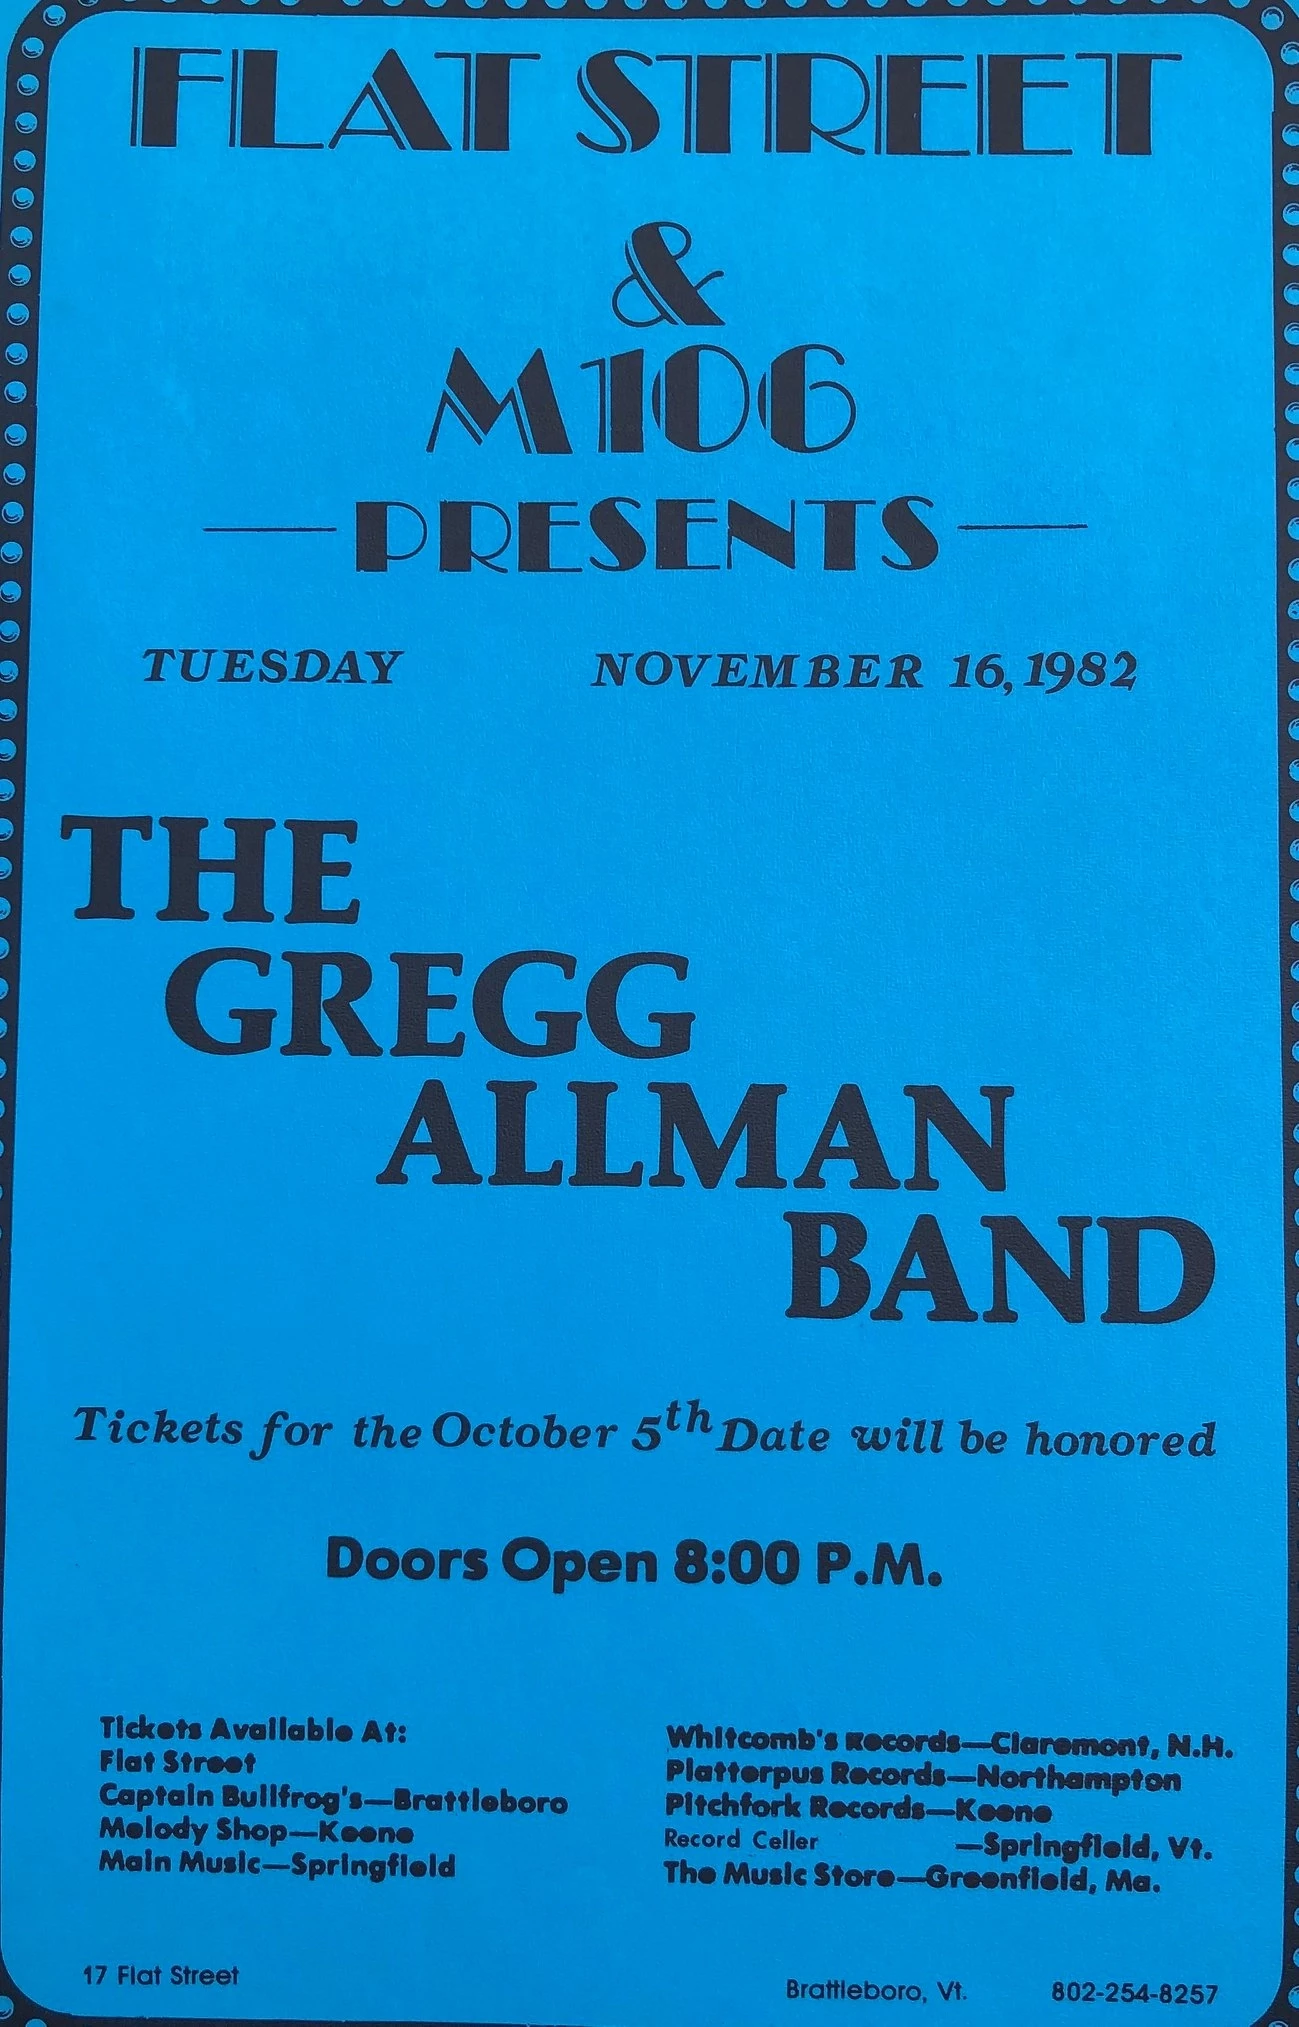 FLAT STREET
&
M106
—PRESENTS—
TUESDAY NOVEMBER 16, 1982
THE
GREGG
ALLMAN
BAND
Tickets for the October 5th Date will be honored
Doors Open 8:00 P.M.
Tickets Available At:
Flat Street
Captain Bullfrog's—Brattleboro
Melody Shop—Keene
Main Music—Springfield
Whitcomb's Records—Claremont, N.H.
Platterpus Records—Northampton
Pitchfork Records—Keene
Record Celler —Springfield, Vt.
The Music Store—Greenfield, Ma.
17 Flat Street Brattleboro, Vt. 802-254-8257